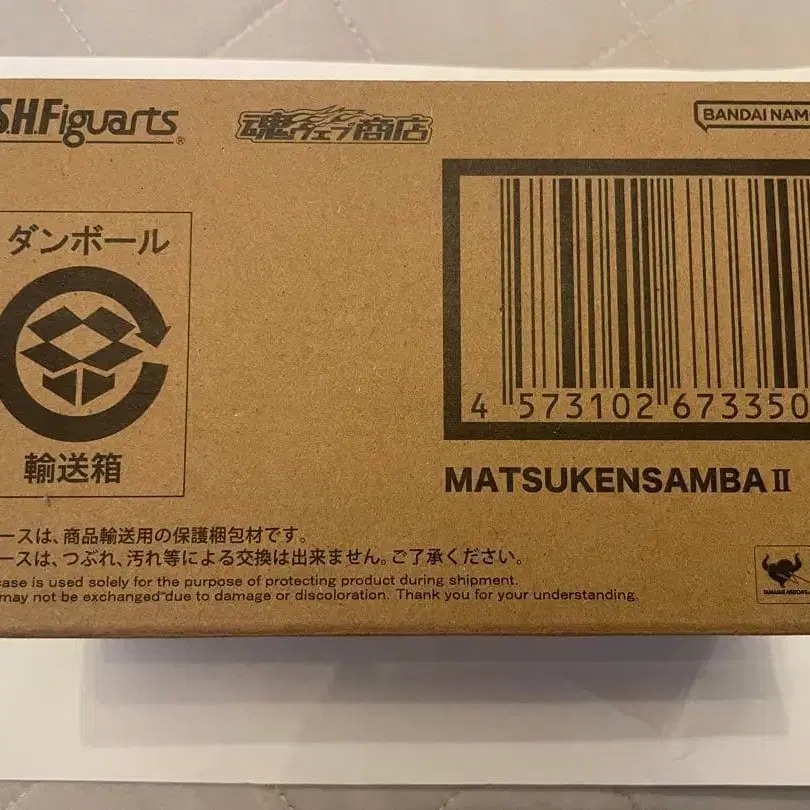 S.H.Figuarts
魂ウェブ商店
BANDAI NAM
ダンボール
輸送箱
4 573102 673350
MATSUKENSAMBAⅡ
ースは、商品輸送用の保護梱包材です。
ースは、つぶれ、汚れ等による交換は出来ません。ご了承ください。
case is used solely for the purpose of protecting product during shipment.
may not be exchanged due to damage or discoloration. Thank you for your understanding.